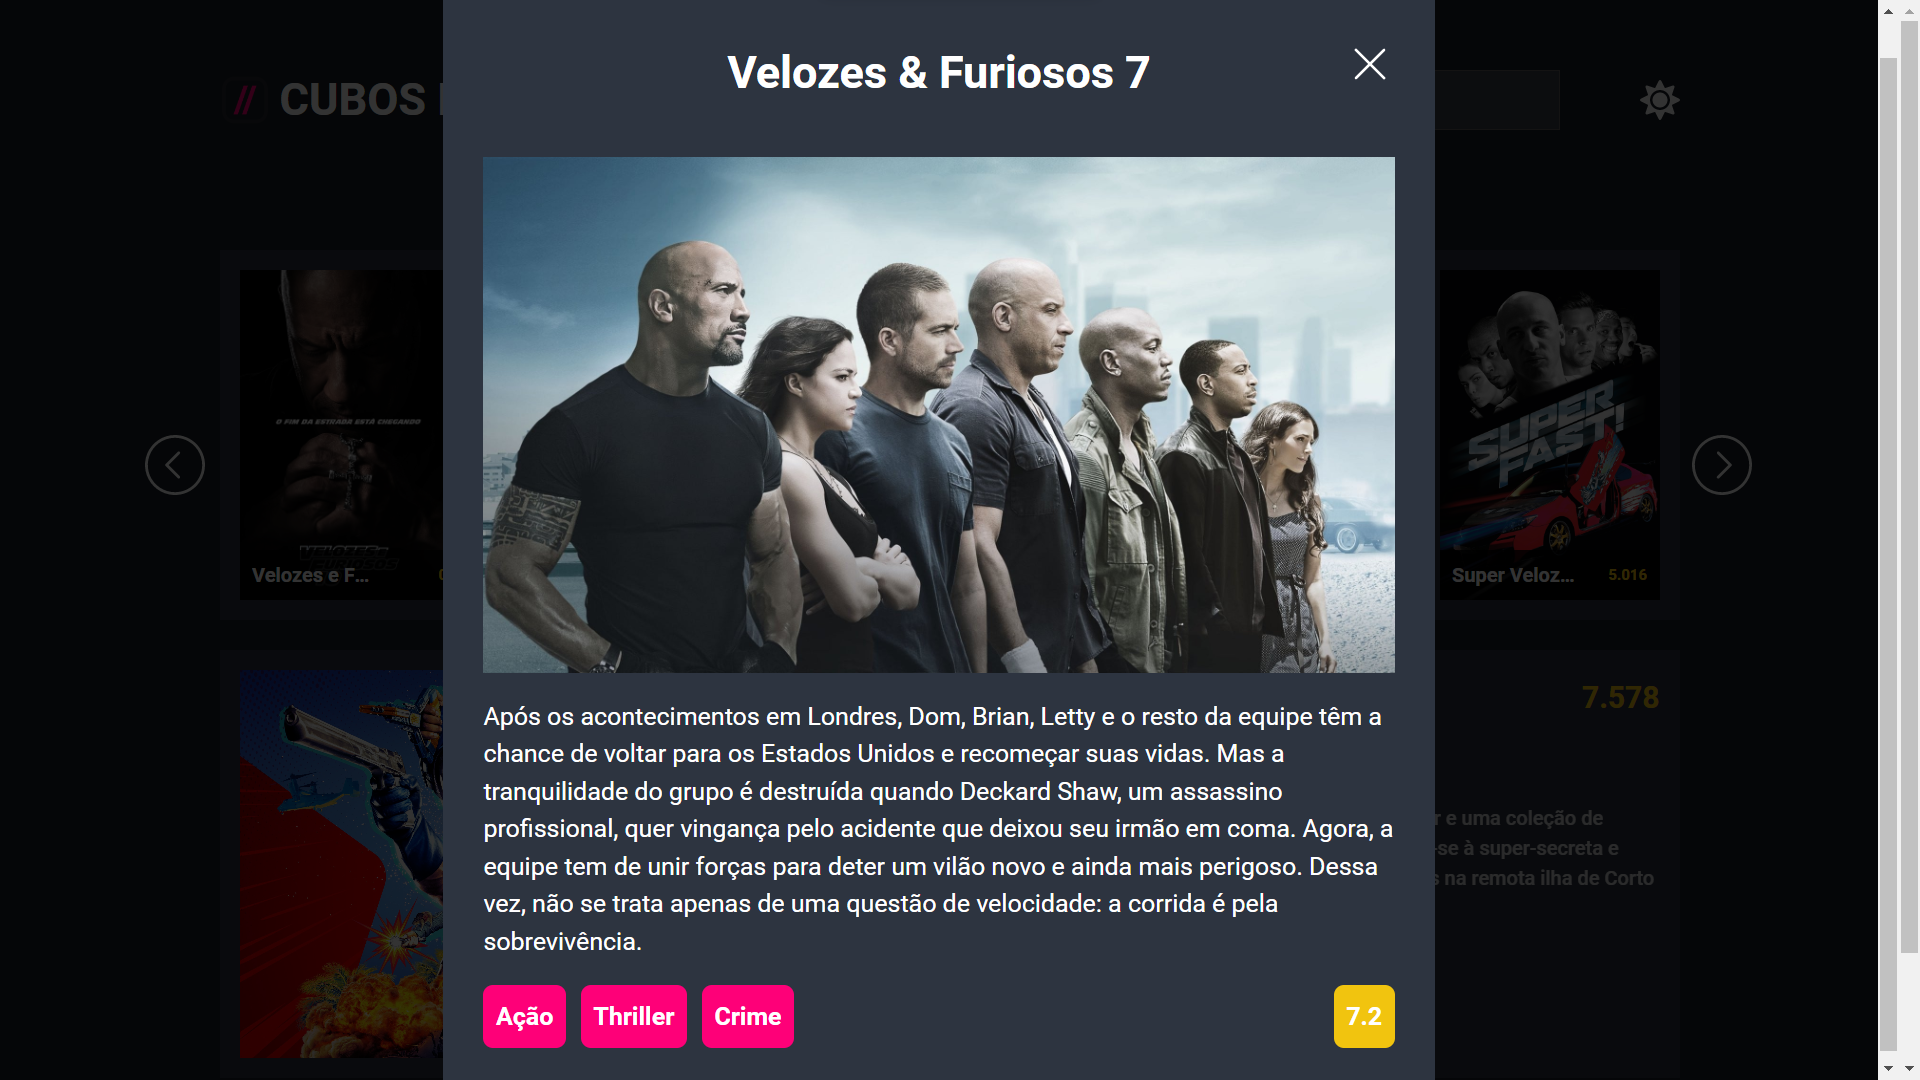 Velozes & Furiosos 7
// CUBOS
O FIM DA ESTRADA ESTÁ CHEGANDO
Velozes e F...
SUPER
FAST!
Super Veloz...
5.016
Após os acontecimentos em Londres, Dom, Brian, Letty e o resto da equipe têm a
chance de voltar para os Estados Unidos e recomeçar suas vidas. Mas a
tranquilidade do grupo é destruída quando Deckard Shaw, um assassino
profissional, quer vingança pelo acidente que deixou seu irmão em coma. Agora, a
equipe tem de unir forças para deter um vilão novo e ainda mais perigoso. Dessa
vez, não se trata apenas de uma questão de velocidade: a corrida é pela
sobrevivência.
Ação
Thriller
Crime
7.2
7.578
e uma coleção de
-se à super-secreta e
na remota ilha de Corto